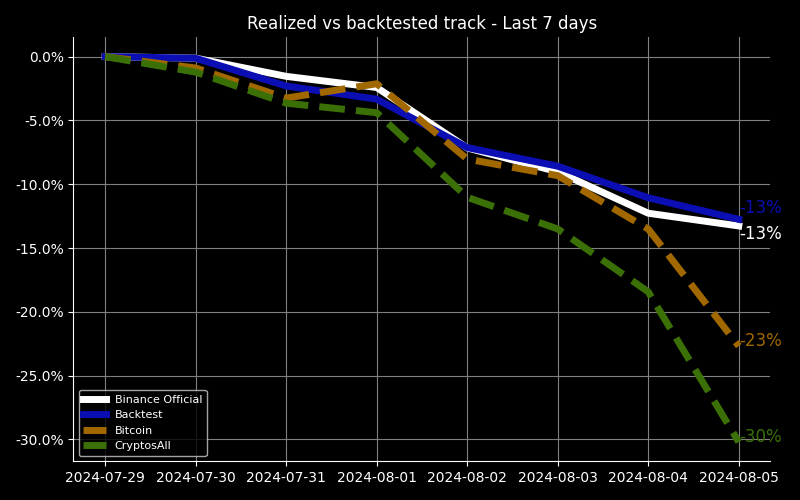 Realized vs backtested track - Last 7 days
0.0%
-5.0%
-10.0%
-15.0%
-20.0%
-25.0%
-30.0%
-13%
-13%
-23%
-30%
Binance Official
Backtest
Bitcoin
CryptosAll
2024-07-29 2024-07-30 2024-07-31 2024-08-01 2024-08-02 2024-08-03 2024-08-04 2024-08-05